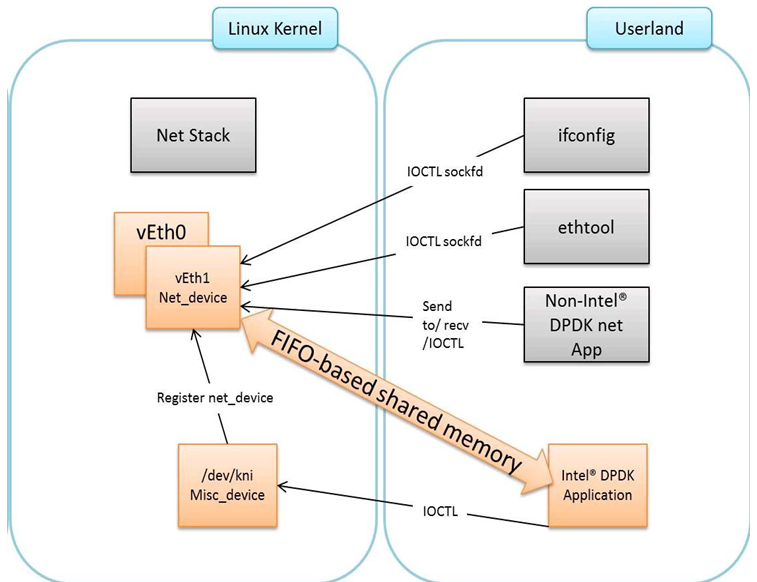 Linux Kernel
Userland
Net Stack
ifconfig
IOCTL sockfd
vEth0
ethtool
IOCTL sockfd
vEth1
Net_device
Send
to/ recv
/IOCTL
Non-Intel®
DPDK net
App
FIFO-based shared memory
Register net_device
/dev/kni
Misc_device
Intel® DPDK
Application
IOCTL